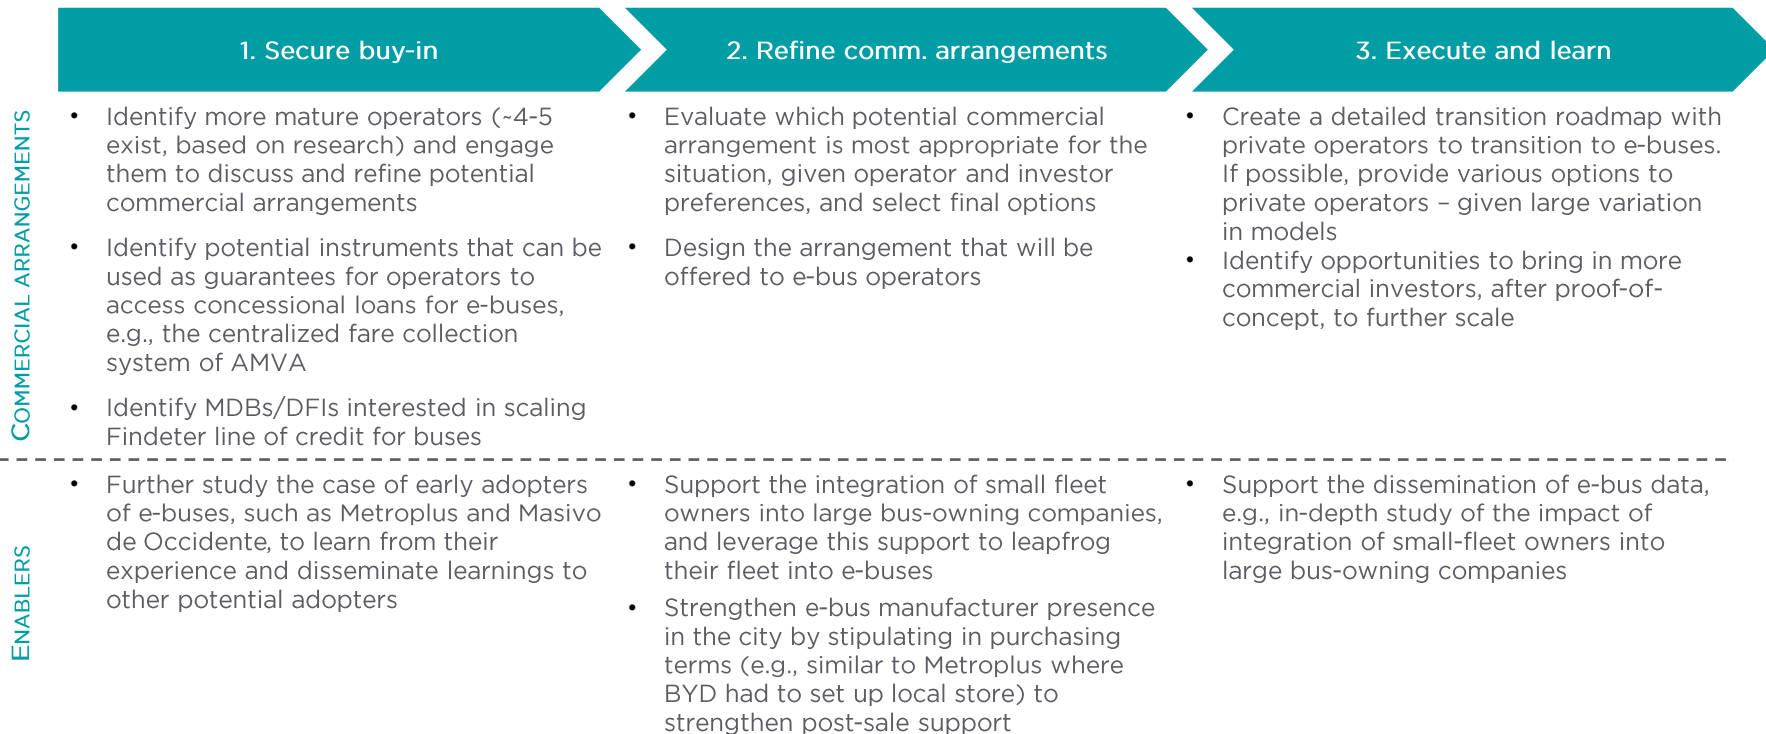 1. Secure buy-in
2. Refine comm. arrangements
3. Execute and learn
COMMERCIAL ARRANGEMENTS
• Identify more mature operators (~4-5
exist, based on research) and engage
them to discuss and refine potential
commercial arrangements
• Identify potential instruments that can be
used as guarantees for operators to
access concessional loans for e-buses,
e.g., the centralized fare collection
system of AMVA
• Identify MDBs/DFIs interested in scaling
Findeter line of credit for buses
• Evaluate which potential commercial
arrangement is most appropriate for the
situation, given operator and investor
preferences, and select final options
• Design the arrangement that will be
offered to e-bus operators
• Create a detailed transition roadmap with
private operators to transition to e-buses.
If possible, provide various options to
private operators – given large variation
in models
• Identify opportunities to bring in more
commercial investors, after proof-of-
concept, to further scale
ENABLERS
• Further study the case of early adopters
of e-buses, such as Metroplus and Masivo
de Occidente, to learn from their
experience and disseminate learnings to
other potential adopters
• Support the integration of small fleet
owners into large bus-owning companies,
and leverage this support to leapfrog
their fleet into e-buses
• Strengthen e-bus manufacturer presence
in the city by stipulating in purchasing
terms (e.g., similar to Metroplus where
BYD had to set up local store) to
strengthen post-sale support
• Support the dissemination of e-bus data,
e.g., in-depth study of the impact of
integration of small-fleet owners into
large bus-owning companies